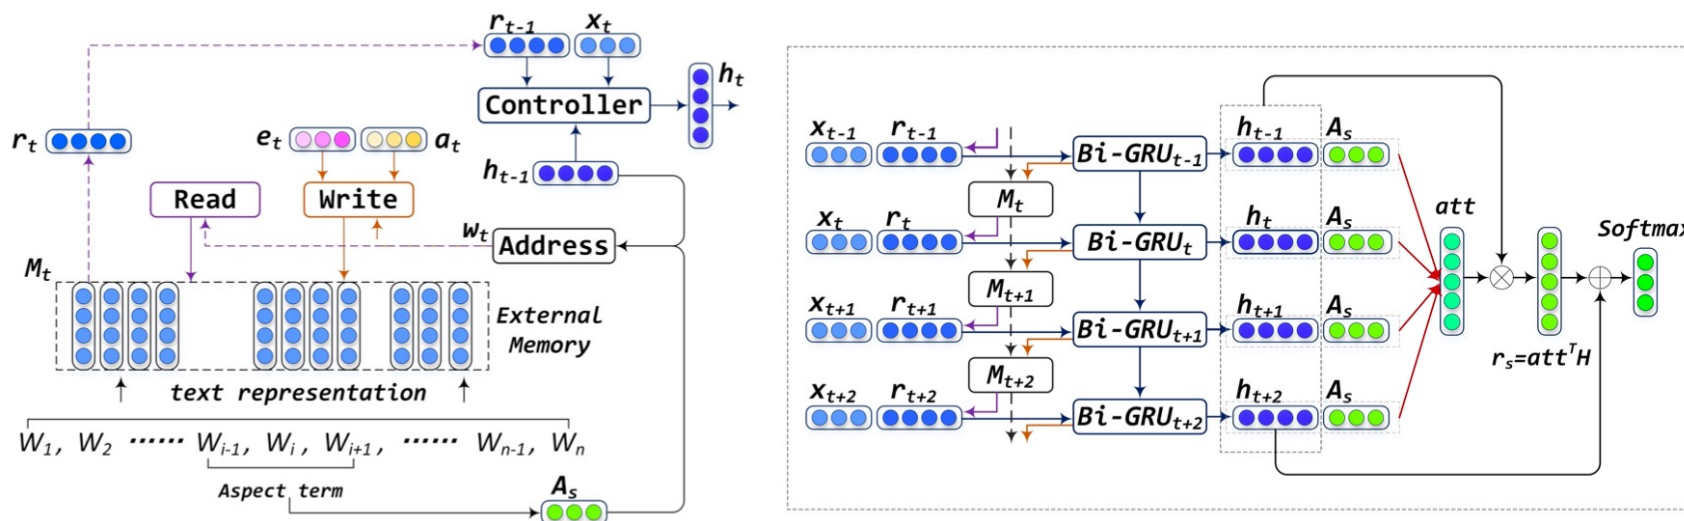 r_{t-1} x_t
Controller
h_t
r_t
e_t a_t
h_{t-1}
Read Write
w_t Address
M_t
External
Memory
text representation
W_1, W_2 ······ W_{i-1}, W_i, W_{i+1}, ······ W_{n-1}, W_n
Aspect term
A_s
x_{t-1} r_{t-1} Bi-GRU_{t-1} h_{t-1} A_s
M_t
x_t r_t Bi-GRU_t h_t A_s
M_{t+1}
x_{t+1} r_{t+1} Bi-GRU_{t+1} h_{t+1} A_s
M_{t+2}
x_{t+2} r_{t+2} Bi-GRU_{t+2} h_{t+2} A_s
att
Softmax
r_s=att^TH